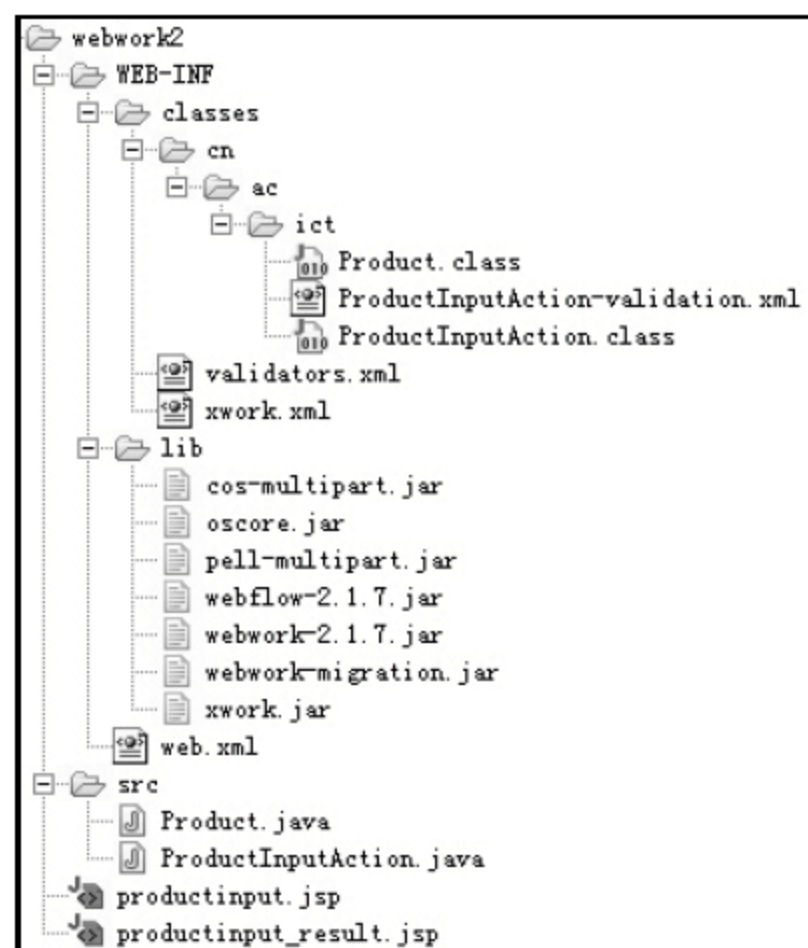 webwork2
WEB-INF
classes
cn
ac
ict
Product.class
ProductInputAction-validation.xml
ProductInputAction.class
validators.xml
xwork.xml
lib
cos-multipart.jar
oscore.jar
pell-multipart.jar
webflow-2.1.7.jar
webwork-2.1.7.jar
webwork-migration.jar
xwork.jar
web.xml
src
Product.java
ProductInputAction.java
productinput.jsp
productinput_result.jsp